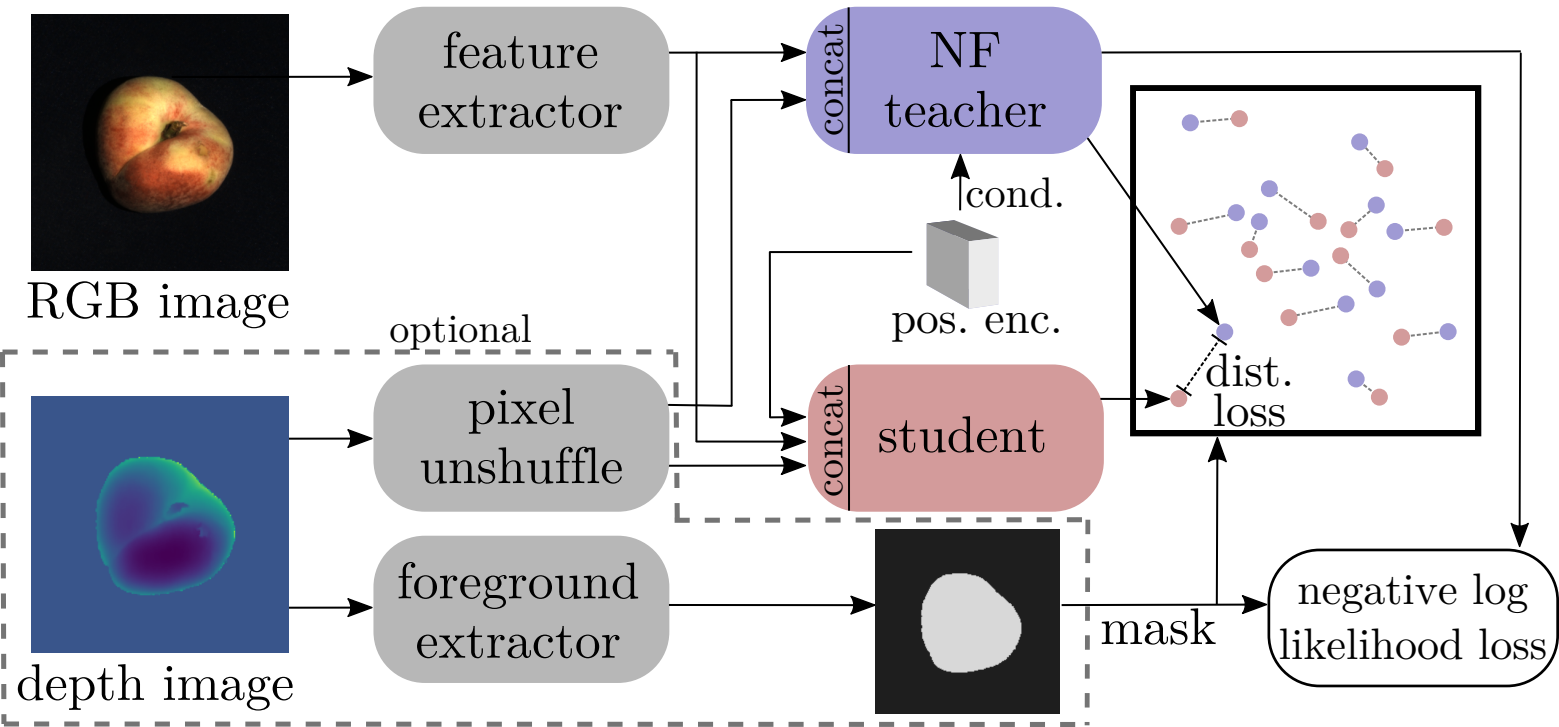 feature
extractor
concat
NF
teacher
cond.
RGB image
pos. enc.
optional
pixel
unshuffle
concat
student
dist.
loss
foreground
extractor
depth image
mask
negative log
likelihood loss